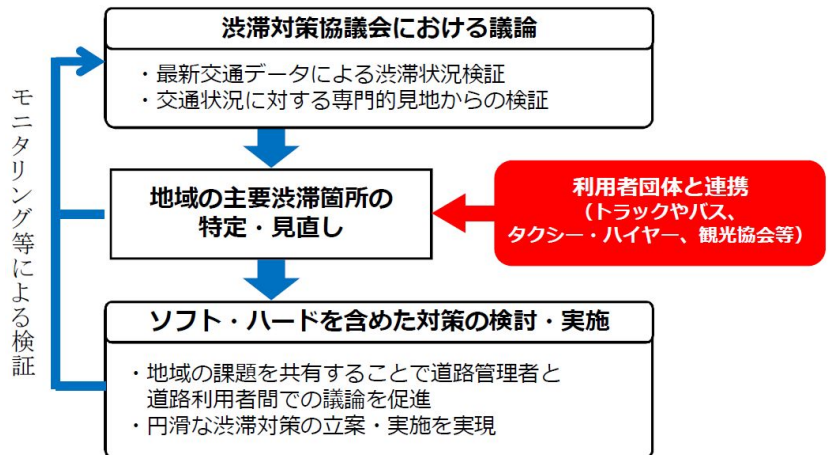 渋滞対策協議会における議論
・最新交通データによる渋滞状況検証
・交通状況に対する専門的見地からの検証
モニタリング等による検証
地域の主要渋滞箇所の
特定・見直し
利用者団体と連携
（トラックやバス、
タクシー・ハイヤー、観光協会等）
ソフト・ハードを含めた対策の検討・実施
・地域の課題を共有することで道路管理者と
道路利用者間での議論を促進
・円滑な渋滞対策の立案・実施を実現